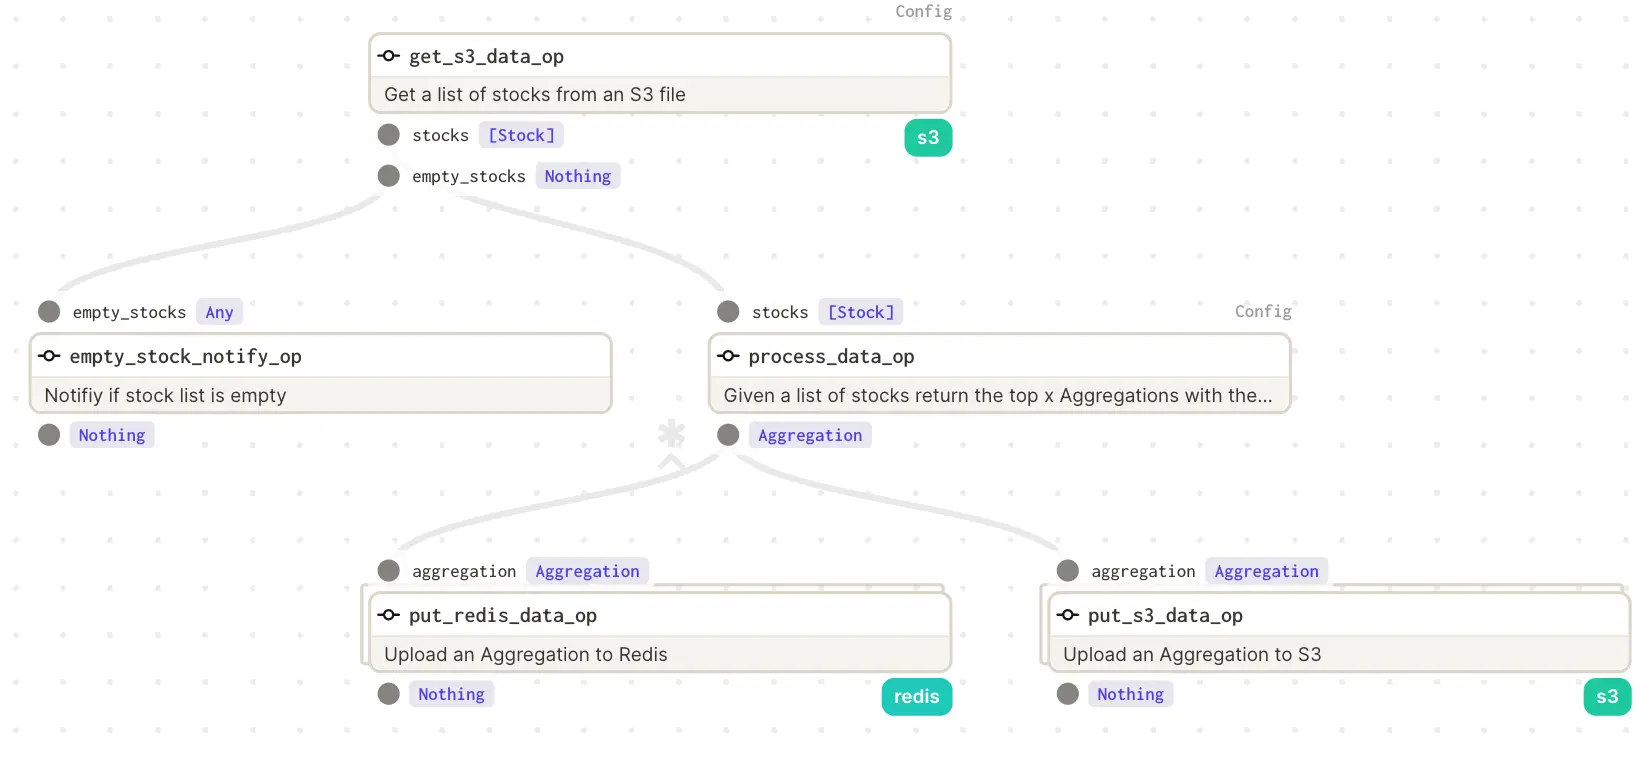 Config
get_s3_data_op
Get a list of stocks from an S3 file
stocks [Stock]
s3
empty_stocks Nothing
empty_stocks Any
empty_stock_notify_op
Notifiy if stock list is empty
Nothing
stocks [Stock]
Config
process_data_op
Given a list of stocks return the top x Aggregations with the...
* Aggregation
aggregation Aggregation
put_redis_data_op
Upload an Aggregation to Redis
Nothing
redis
aggregation Aggregation
put_s3_data_op
Upload an Aggregation to S3
Nothing
s3